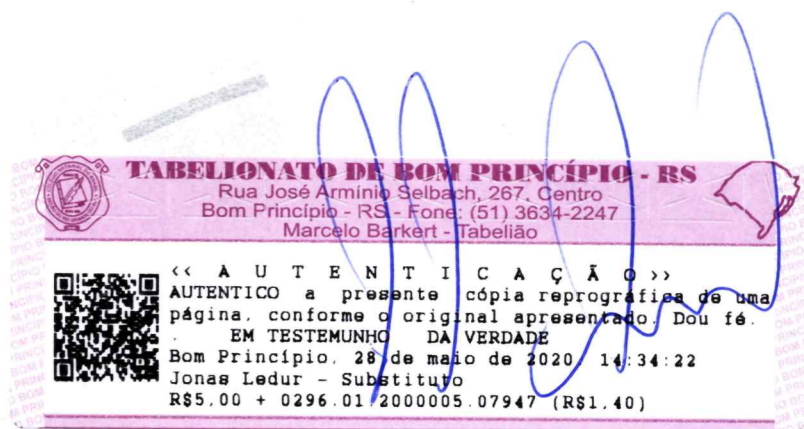 TABELIONATO DE BOM PRINCÍPIO - RS
Rua José Armínio Selbach, 267, Centro
Bom Princípio - RS - Fone: (51) 3634-2247
Marcelo Barkert - Tabelião
<< A U T E N T I C A Ç Ã O >>
AUTENTICO a presente cópia reprográfica de uma
página, conforme o original apresentado. Dou fé.
. EM TESTEMUNHO DA VERDADE
Bom Princípio, 28 de maio de 2020, 14:34:22
Jonas Ledur - Substituto
R$5,00 + 0296.01.2000005.07947 (R$1,40)